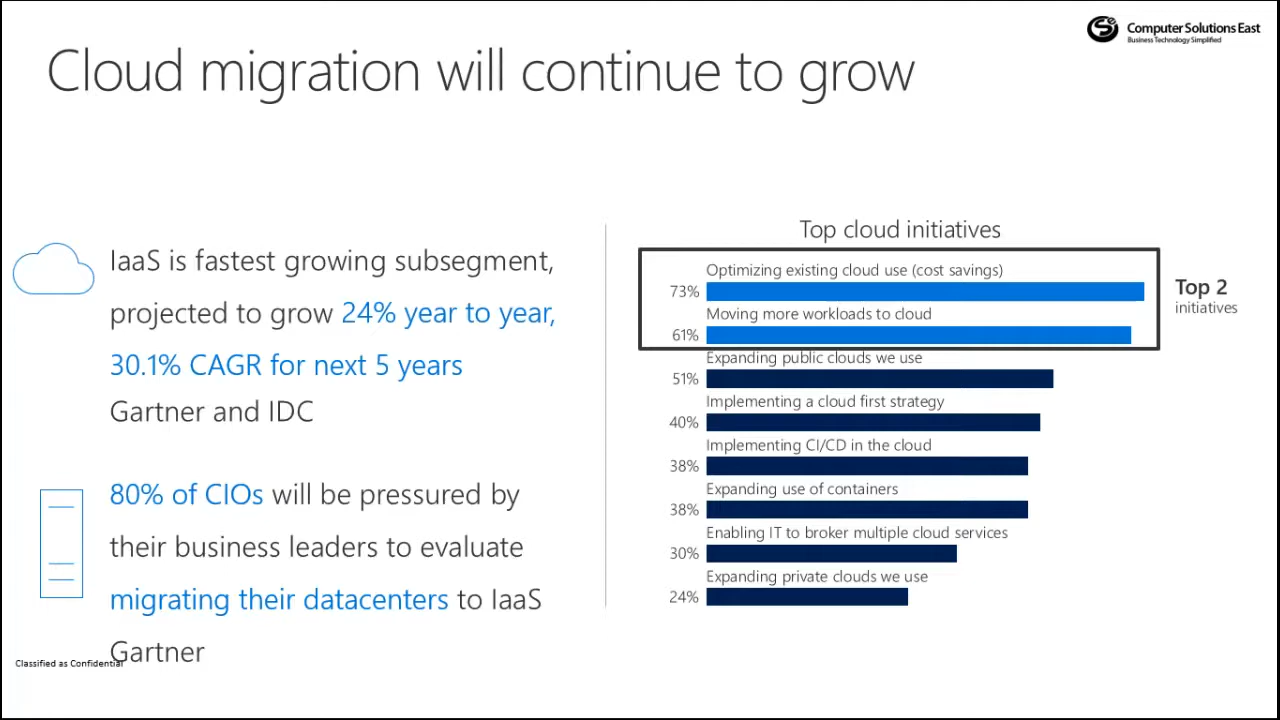 Computer Solutions East
Business Technology Simplified
Cloud migration will continue to grow
IaaS is fastest growing subsegment,
projected to grow 24% year to year,
30.1% CAGR for next 5 years
Gartner and IDC
80% of CIOs will be pressured by
their business leaders to evaluate
migrating their datacenters to IaaS
Gartner
Classified as Confidential
Top cloud initiatives
Optimizing existing cloud use (cost savings)
73%
Moving more workloads to cloud
61%
Top 2
initiatives
Expanding public clouds we use
51%
Implementing a cloud first strategy
40%
Implementing CI/CD in the cloud
38%
Expanding use of containers
38%
Enabling IT to broker multiple cloud services
30%
Expanding private clouds we use
24%